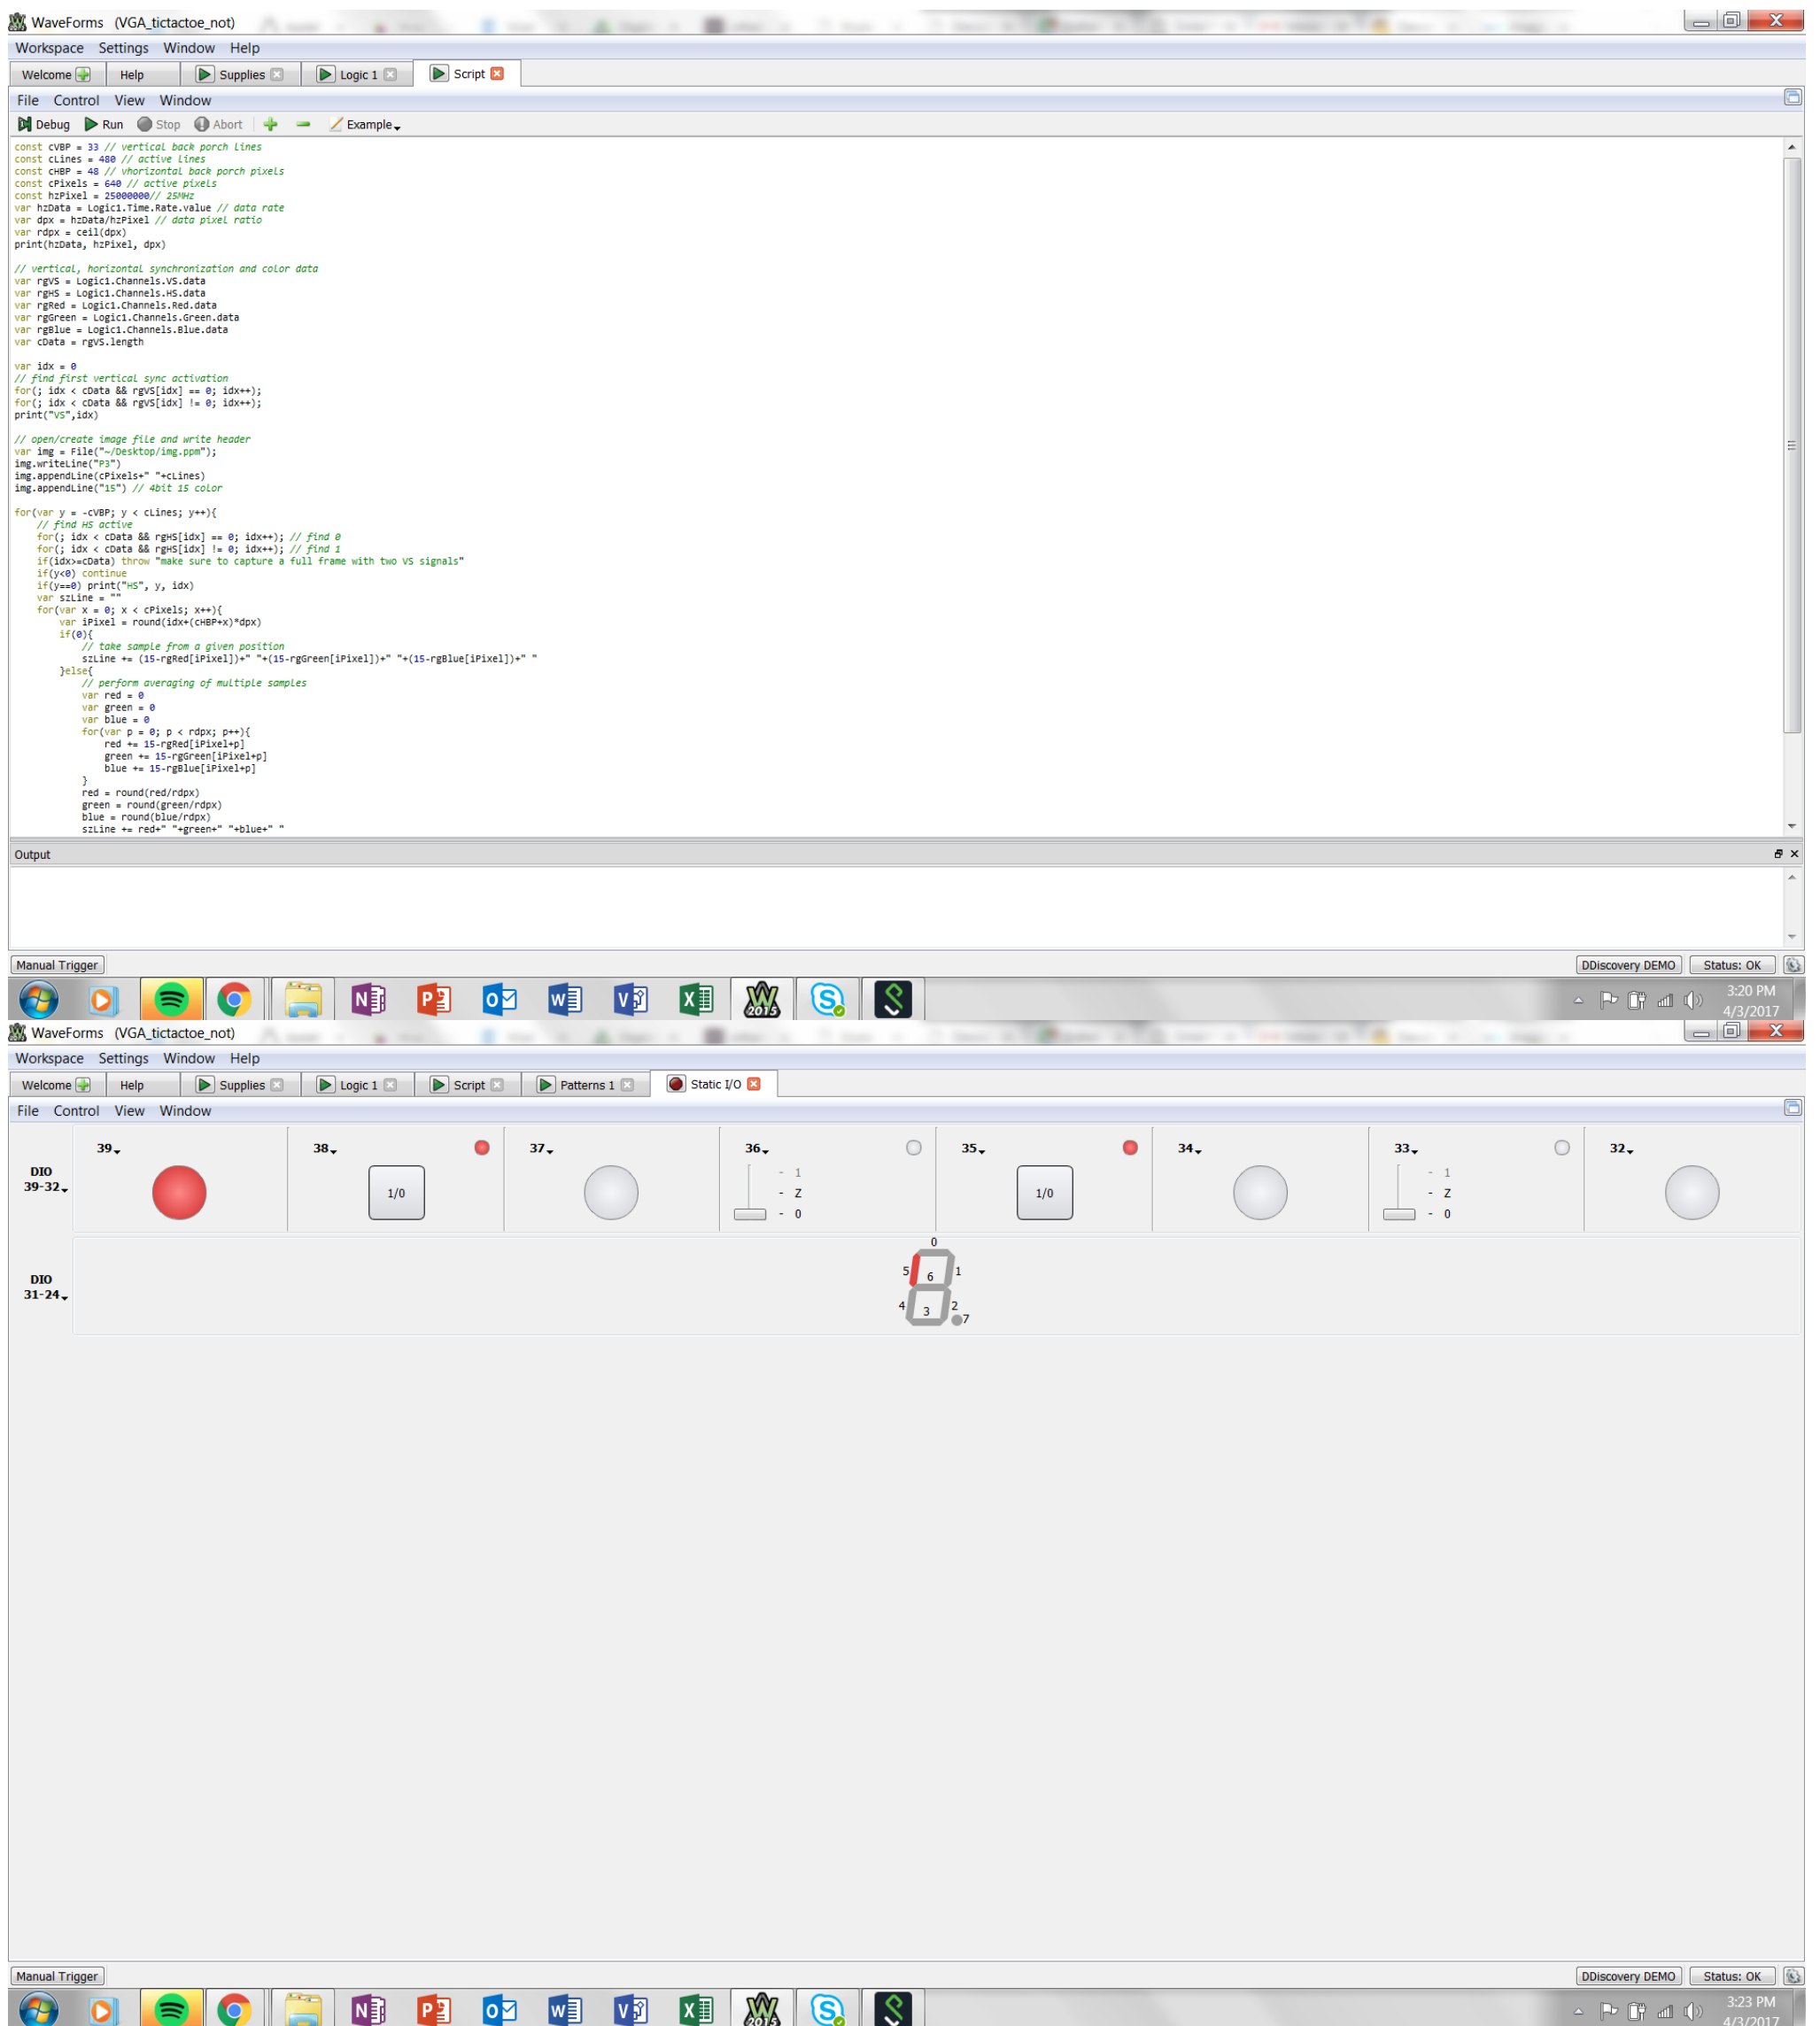 WaveForms (VGA_tictactoe_not)
Workspace Settings Window Help
Welcome Help Supplies Logic 1 Script
File Control View Window
Debug Run Stop Abort Example
const cVBP = 33 // vertical back porch lines
const cLines = 480 // active lines
const cHBP = 48 // vhorizontal back porch pixels
const cPixels = 640 // active pixels
const hzPixel = 25000000// 25MHz
var hzData = Logic1.Time.Rate.value // data rate
var dpx = hzData/hzPixel // data pixel ratio
var rdpx = ceil(dpx)
print(hzData, hzPixel, dpx)
// vertical, horizontal synchronization and color data
var rgVS = Logic1.Channels.VS.data
var rgHS = Logic1.Channels.HS.data
var rgRed = Logic1.Channels.Red.data
var rgGreen = Logic1.Channels.Green.data
var rgBlue = Logic1.Channels.Blue.data
var cData = rgVS.length
var idx = 0
// find first vertical sync activation
for(; idx < cData && rgVS[idx] == 0; idx++);
for(; idx < cData && rgVS[idx] != 0; idx++);
print("VS",idx)
// open/create image file and write header
var img = File("~/Desktop/img.ppm");
img.writeLine("P3")
img.appendLine(cPixels+" "+cLines)
img.appendLine("15") // 4bit 15 color
for(var y = -cVBP; y < cLines; y++){
// find HS active
for(; idx < cData && rgHS[idx] == 0; idx++); // find 0
for(; idx < cData && rgHS[idx] != 0; idx++); // find 1
if(idx>=cData) throw "make sure to capture a full frame with two VS signals"
if(y<0) continue
if(y==0) print("HS", y, idx)
var szLine = ""
for(var x = 0; x < cPixels; x++){
var iPixel = round(idx+(cHBP+x)*dpx)
if(0){
// take sample from a given position
szLine += (15-rgRed[iPixel])+" "+(15-rgGreen[iPixel])+" "+(15-rgBlue[iPixel])+" "
}else{
// perform averaging of multiple samples
var red = 0
var green = 0
var blue = 0
for(var p = 0; p < rdpx; p++){
red += 15-rgRed[iPixel+p]
green += 15-rgGreen[iPixel+p]
blue += 15-rgBlue[iPixel+p]
}
red = round(red/rdpx)
green = round(green/rdpx)
blue = round(blue/rdpx)
szLine += red+" "+green+" "+blue+" "
Output
Manual Trigger DDiscovery DEMO Status: OK
3:20 PM
4/3/2017
WaveForms (VGA_tictactoe_not)
Workspace Settings Window Help
Welcome Help Supplies Logic 1 Script Patterns 1 Static I/O
File Control View Window
DIO
39-32
39 38 37 36 35 34 33 32
1/0
1
Z
0
1/0
1
Z
0
DIO
31-24
0
5 6 1
4 3 2
7
Manual Trigger DDiscovery DEMO Status: OK
3:23 PM
4/3/2017